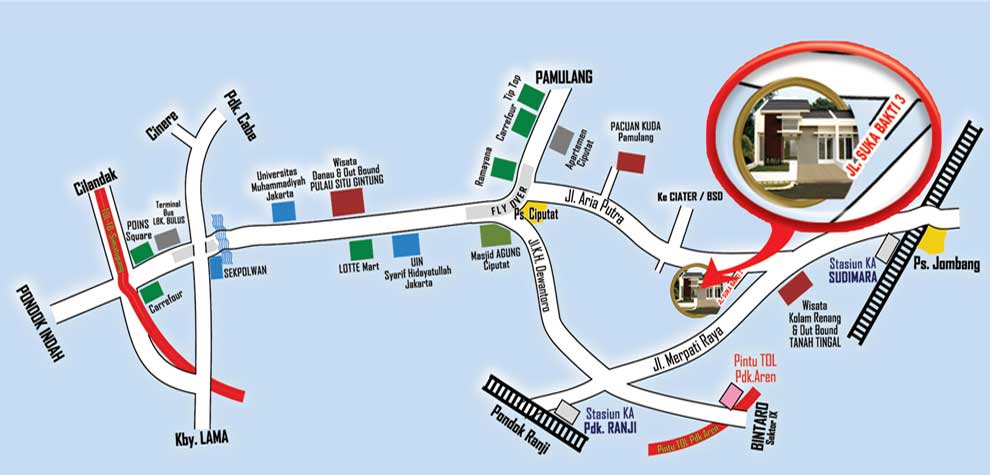 PAMULANG
Tip Top
Carrefour
Ramayana
Apartemen
Ciputat
PACUAN KUDA
Pamulang
JL. SUKA BAKTI 3
Cinere
Pdk. Cabe
Cilandak
POINS
Square
Terminal
Bus
LBK. BULUS
Universitas
Muhammadiyah
Jakarta
Wisata
Danau & Out Bound
PULAU SITU GINTUNG
FLY OVER
Ps. Ciputat
Jl. Aria Putra
Ke CIATER / BSD
SEKPOLWAN
LOTTE Mart
UIN
Syarif Hidayatullah
Jakarta
Masjid AGUNG
Ciputat
Jl.K.H. Dewantoro
Stasiun KA
SUDIMARA
Ps. Jombang
Carrefour
PONDOK INDAH
Wisata
Kolam Renang
& Out Bound
TANAH TINGAL
Jl. Merpati Raya
Pintu TOL
Pdk.Aren
Kby. LAMA
Pondok Ranji
Stasiun KA
Pdk. RANJI
Pintu TOL Pdk.Aren
BINTARO
Sektor IX